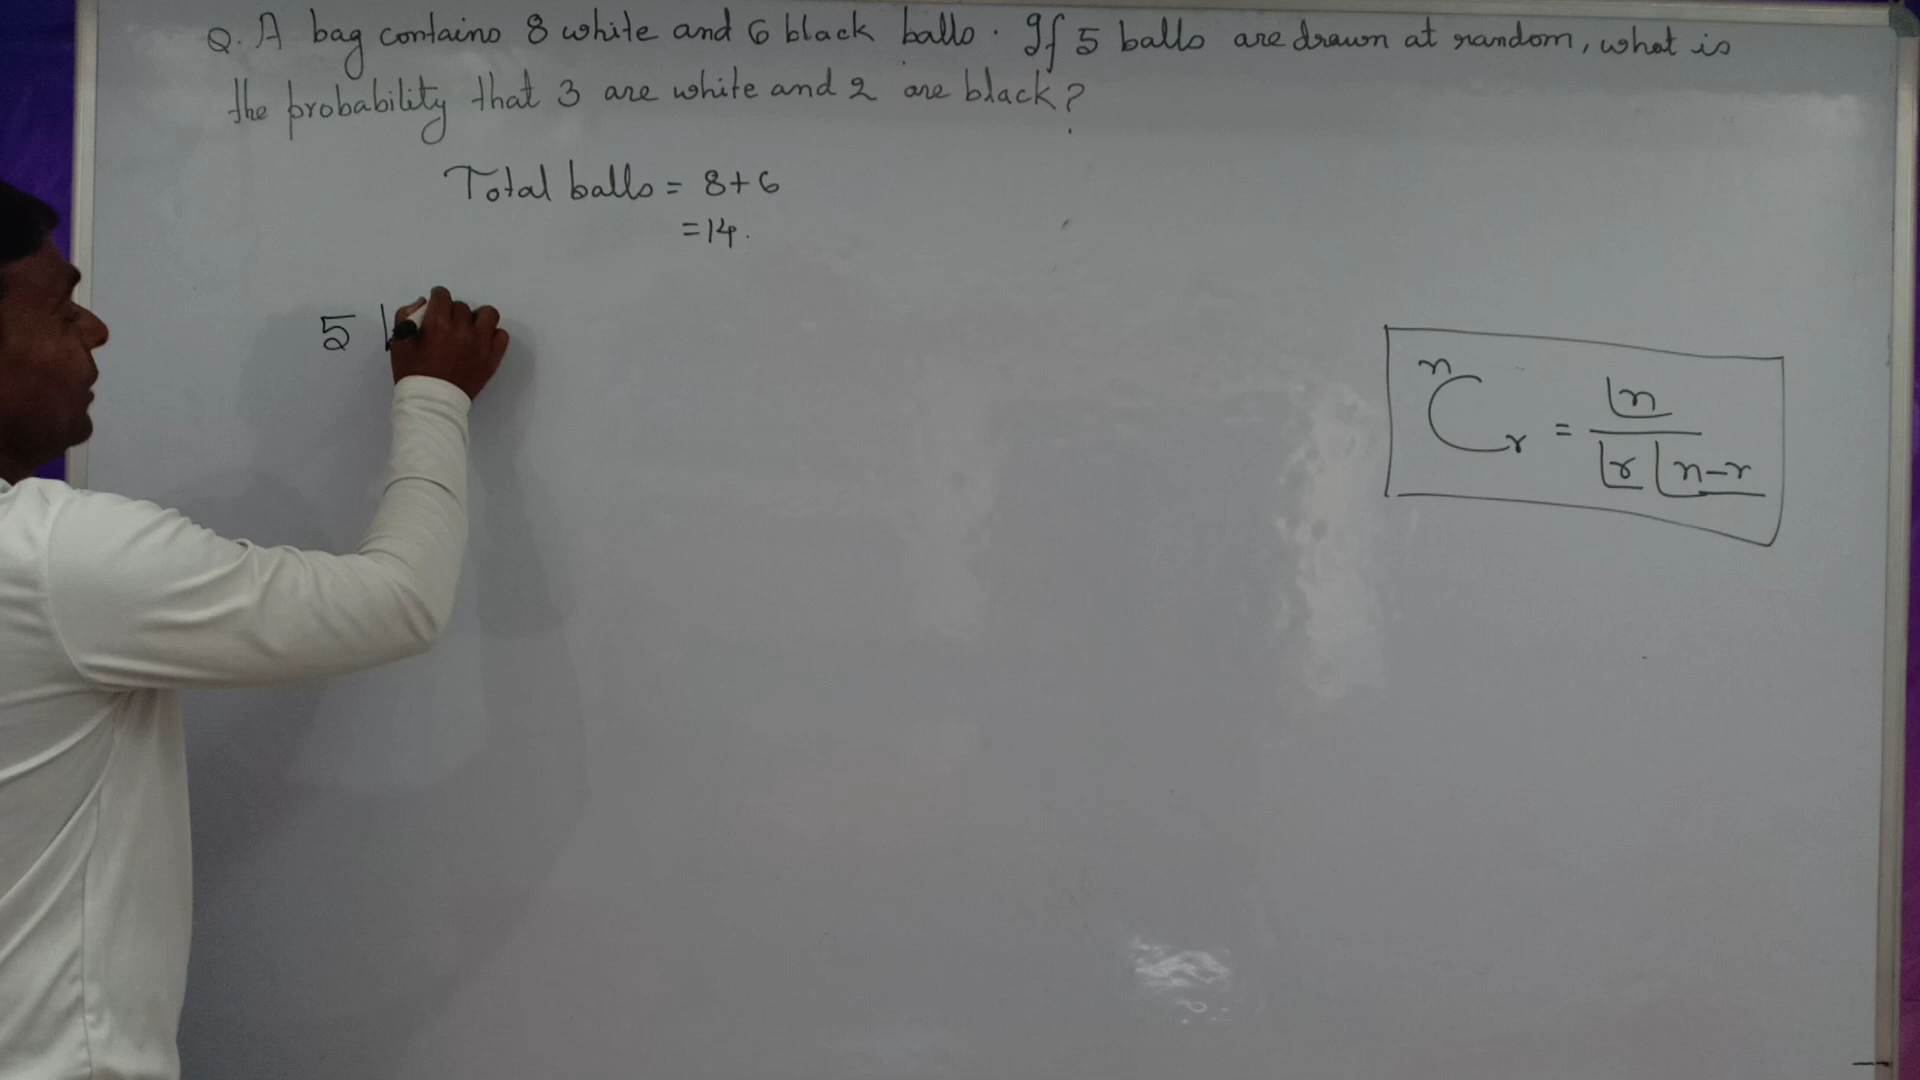 Q. A bag contains 8 white and 6 black balls. If 5 balls are drawn at random, what is
the probability that 3 are white and 2 are black?
Total balls = 8+6
=14.
5
nCr = ⌊n / ⌊r ⌊n-r